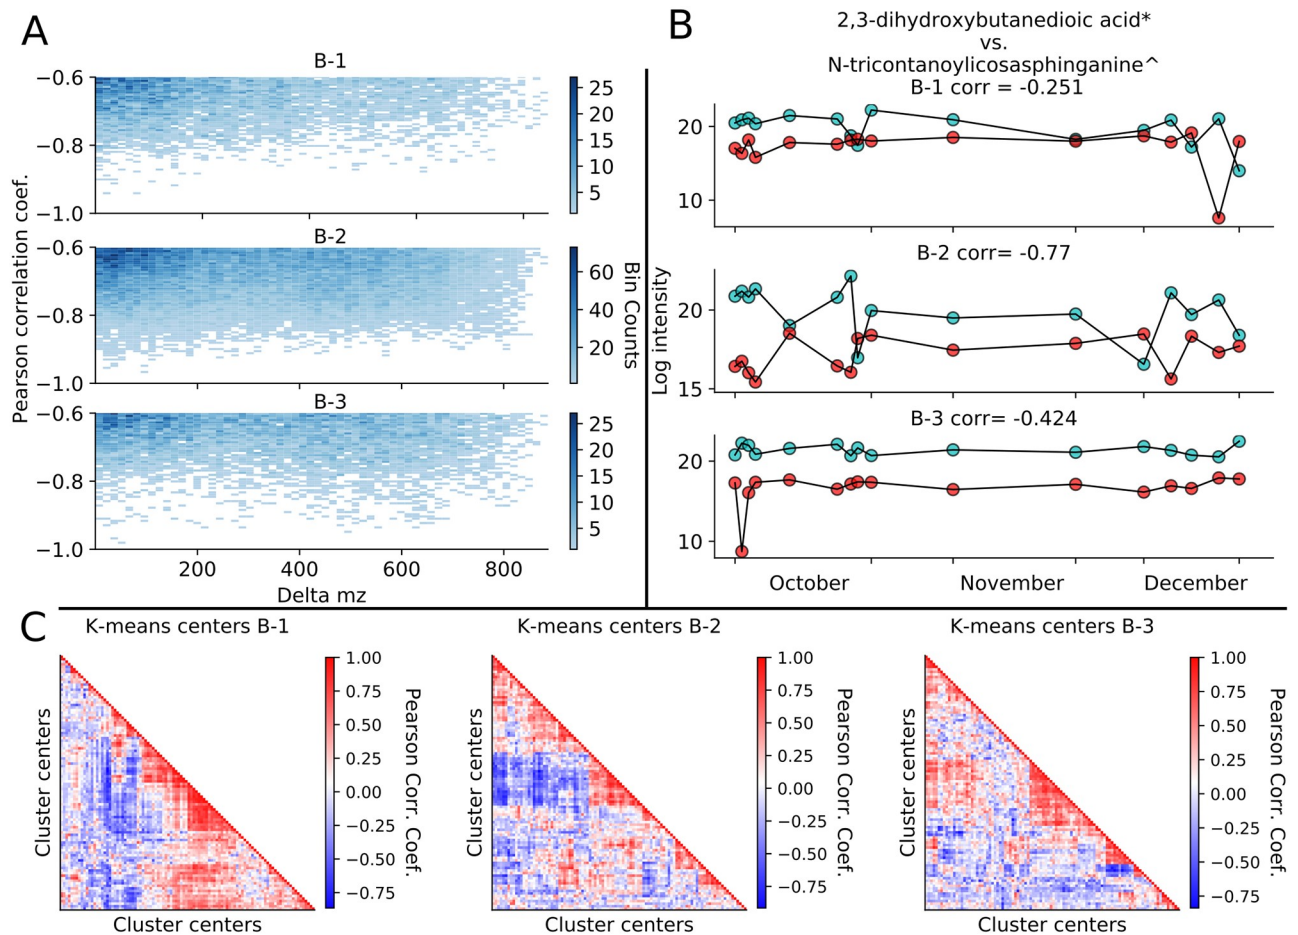 A
B-1
−0.6
−0.8
−1.0
25
20
15
10
5
B-2
−0.6
−0.8
−1.0
60
40
20
B-3
−0.6
−0.8
−1.0
25
20
15
10
5
200
400
600
800
Delta mz
Pearson correlation coef.
Bin Counts
B
2,3-dihydroxybutanedioic acid*
vs.
N-tricontanoylicosasphinganine^
B-1 corr = -0.251
20
10
B-2 corr= -0.77
20
15
B-3 corr= -0.424
20
10
Log intensity
October
November
December
C
K-means centers B-1
Cluster centers
Cluster centers
1.00
0.75
0.50
0.25
0.00
−0.25
−0.50
−0.75
Pearson Corr. Coef.
K-means centers B-2
Cluster centers
Cluster centers
1.00
0.75
0.50
0.25
0.00
−0.25
−0.50
−0.75
Pearson Corr. Coef.
K-means centers B-3
Cluster centers
Cluster centers
1.00
0.75
0.50
0.25
0.00
−0.25
−0.50
−0.75
Pearson Corr. Coef.